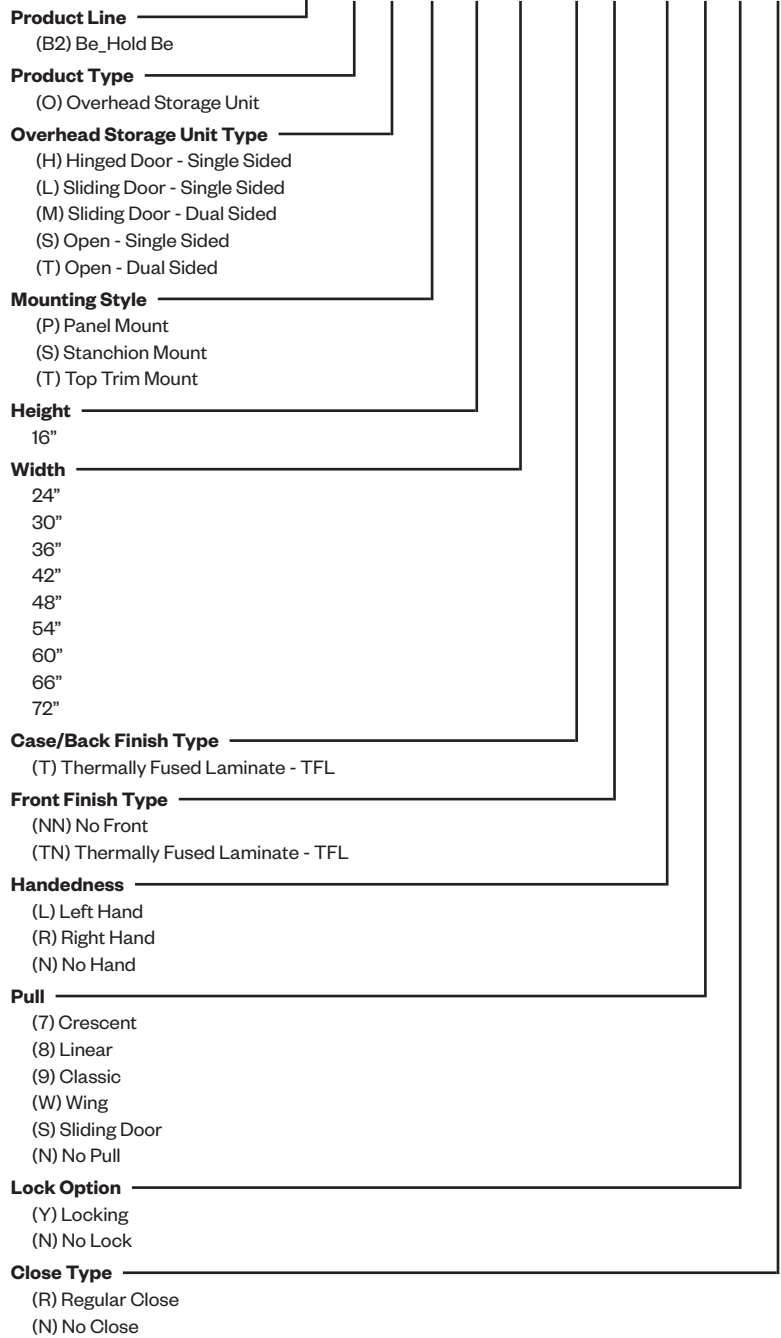 Product Line
(B2) Be_Hold Be
Product Type
(O) Overhead Storage Unit
Overhead Storage Unit Type
(H) Hinged Door - Single Sided
(L) Sliding Door - Single Sided
(M) Sliding Door - Dual Sided
(S) Open - Single Sided
(T) Open - Dual Sided
Mounting Style
(P) Panel Mount
(S) Stanchion Mount
(T) Top Trim Mount
Height
16”
Width
24”
30”
36”
42”
48”
54”
60”
66”
72”
Case/Back Finish Type
(T) Thermally Fused Laminate - TFL
Front Finish Type
(NN) No Front
(TN) Thermally Fused Laminate - TFL
Handedness
(L) Left Hand
(R) Right Hand
(N) No Hand
Pull
(7) Crescent
(8) Linear
(9) Classic
(W) Wing
(S) Sliding Door
(N) No Pull
Lock Option
(Y) Locking
(N) No Lock
Close Type
(R) Regular Close
(N) No Close